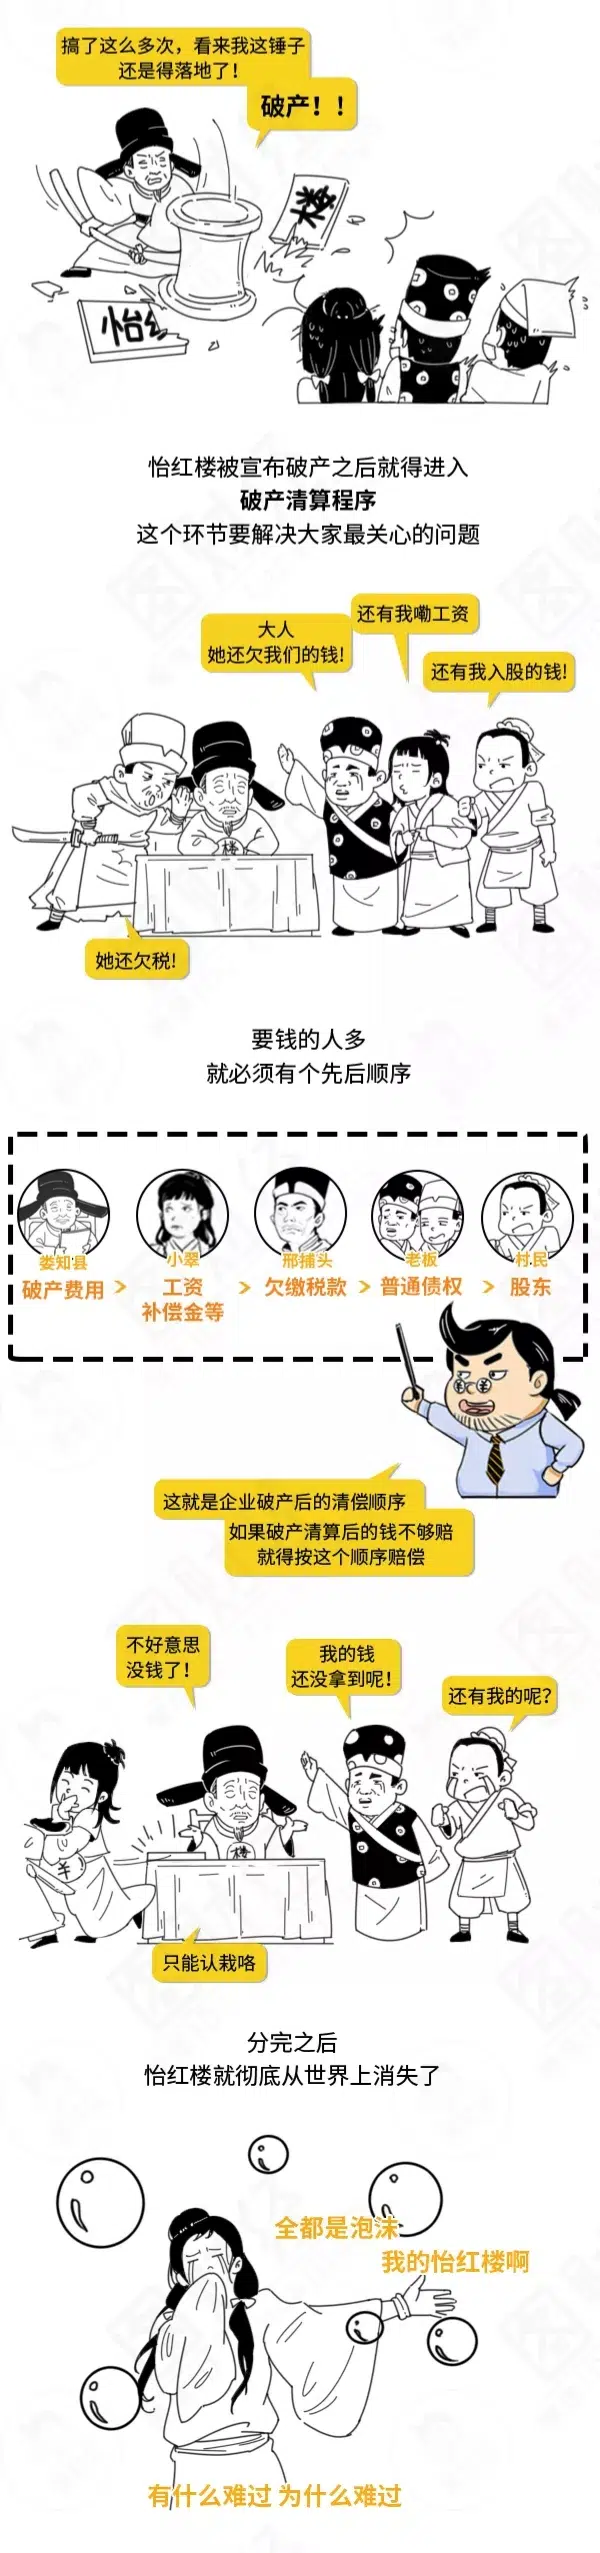 搞了这么多次，看来我这锤子
还是得落地了！
破产！！
怡红楼被宣布破产之后就得进入
破产清算程序
这个环节要解决大家最关心的问题
还有我嘞工资
大人
她还欠我们的钱!
还有我入股的钱!
楼
她还欠税!
要钱的人多
就必须有个先后顺序
娄知县
小翠
邢捕头
老板
村民
破产费用 > 工资 > 欠缴税款 > 普通债权 > 股东
补偿金等
这就是企业破产后的清偿顺序
如果破产清算后的钱不够赔
就得按这个顺序赔偿
不好意思
没钱了！
我的钱
还没拿到呢！
还有我的呢？
楼
只能认栽咯
分完之后
怡红楼就彻底从世界上消失了
全都是泡沫
我的怡红楼啊
有什么难过 为什么难过